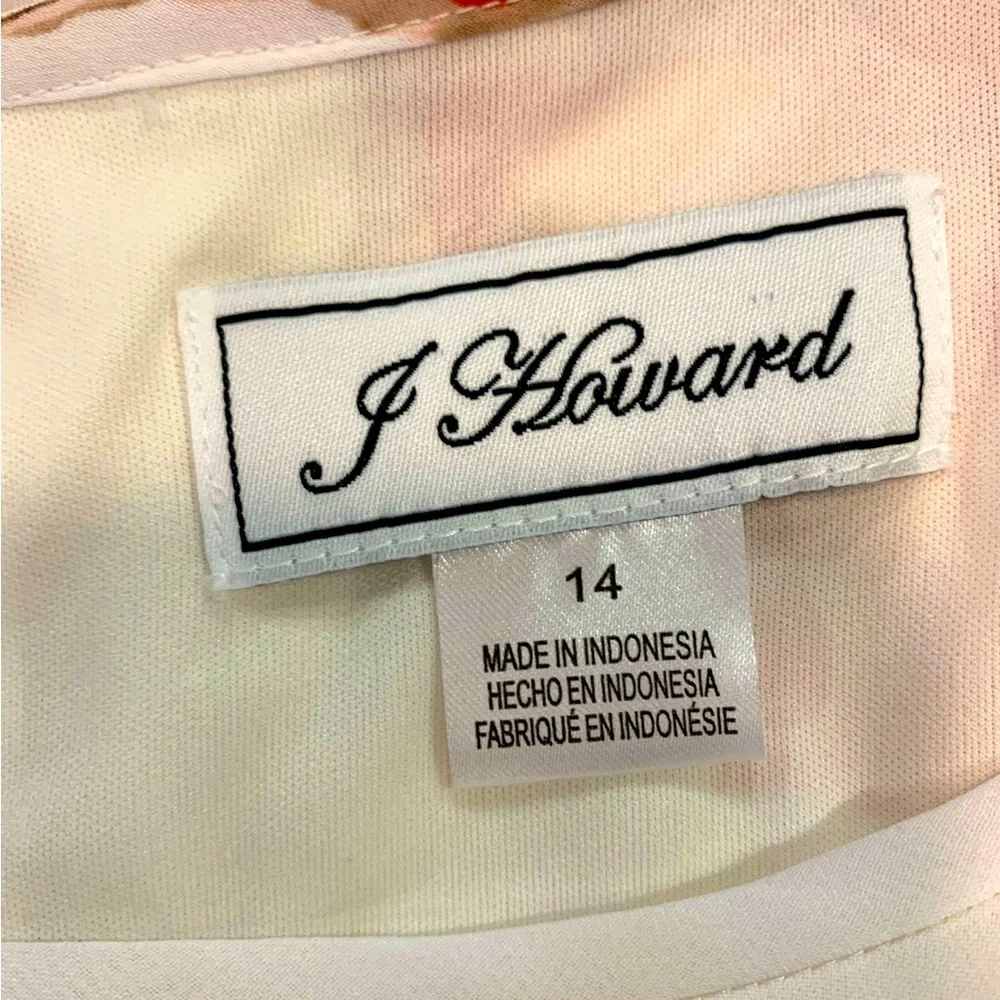 J Howard
14
MADE IN INDONESIA
HECHO EN INDONESIA
FABRIQUÉ EN INDONÉSIE